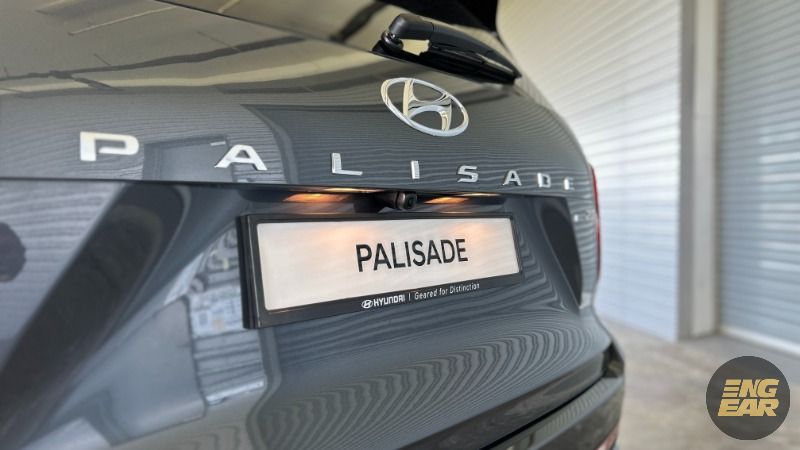 PALISADE
PALISADE
HYUNDAI | Geared for Distinction
ENG
EAR